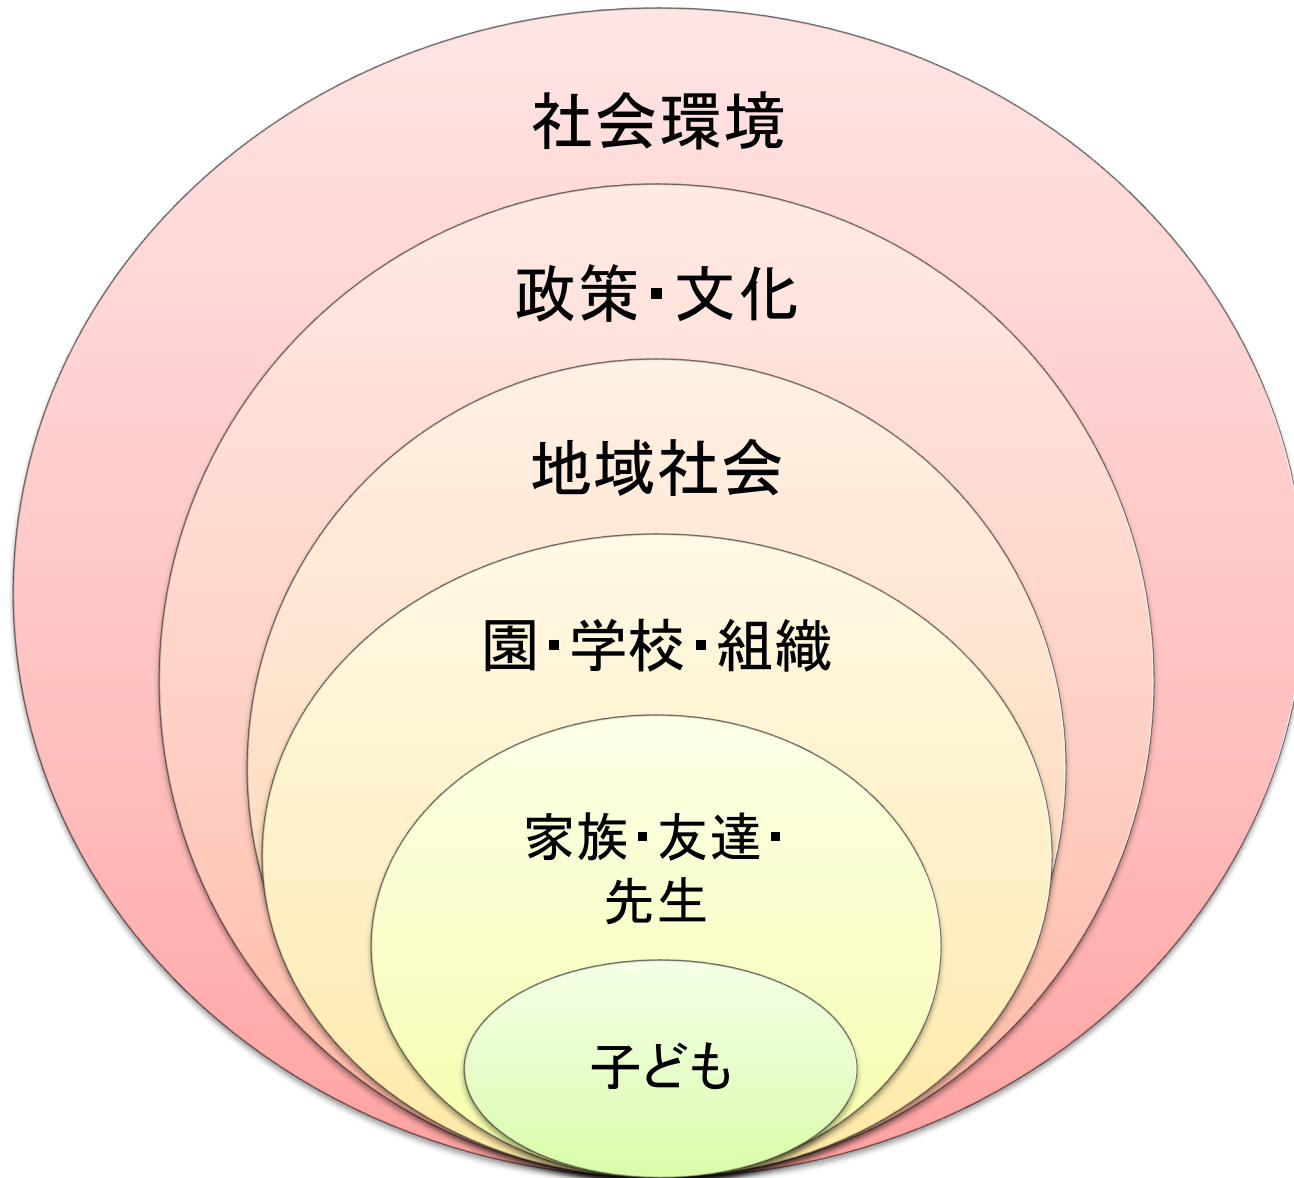 社会環境
政策・文化
地域社会
園・学校・組織
家族・友達・
先生
子ども